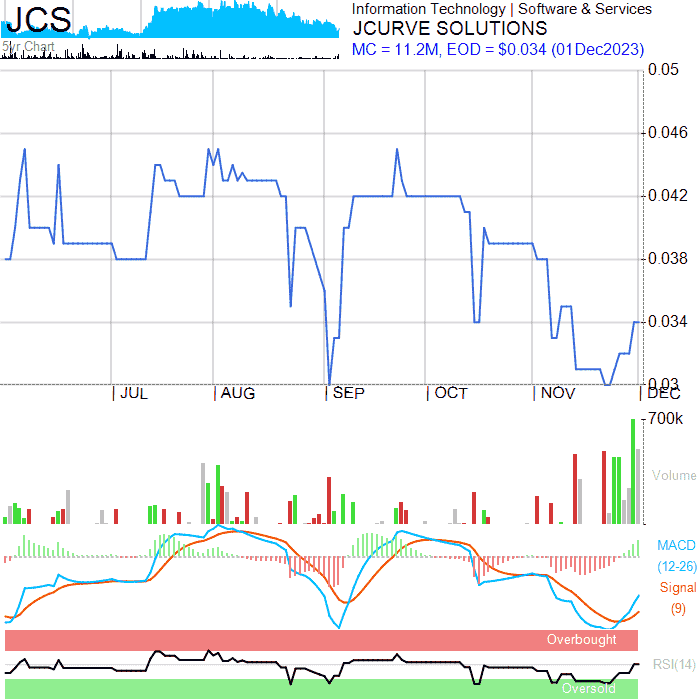 JCS
5yr Chart
Information Technology | Software & Services
JCURVE SOLUTIONS
MC = 11.2M, EOD = $0.034 (01Dec2023)
0.05
0.046
0.042
0.038
0.034
0.03
| JUL | AUG | SEP | OCT | NOV | DEC
700k
Volume
MACD
(12-26)
Signal
(9)
Overbought
RSI(14)
Oversold